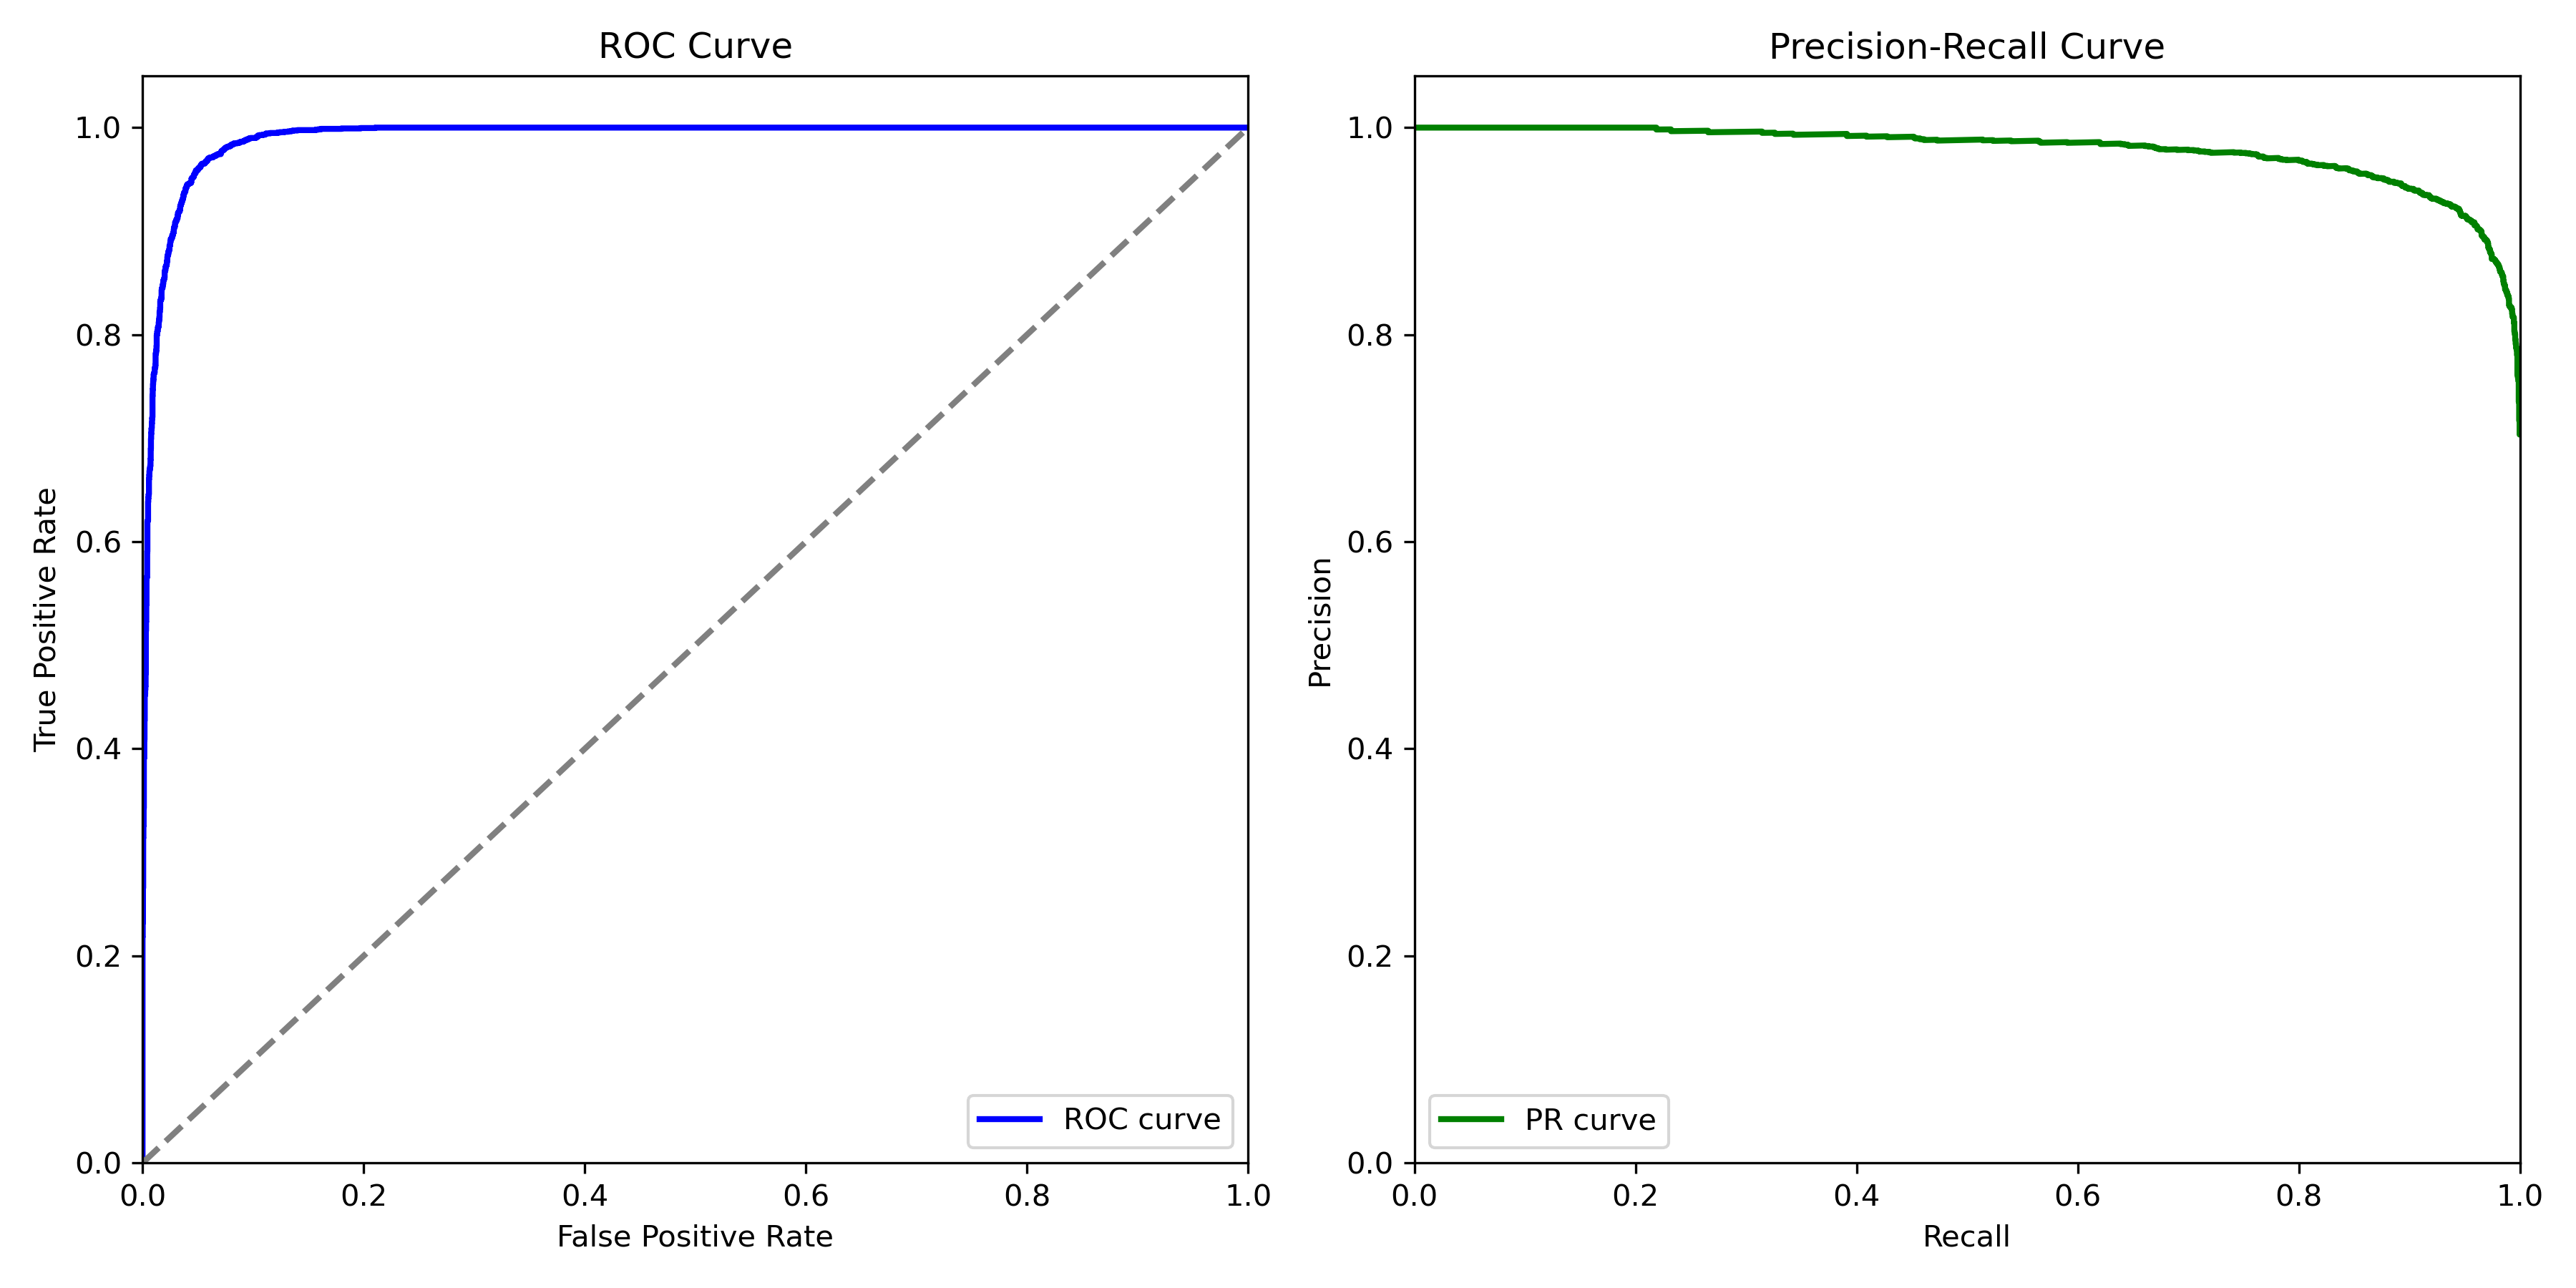 ROC Curve
True Positive Rate
1.0
0.8
0.6
0.4
0.2
0.0
0.0 0.2 0.4 0.6 0.8 1.0
False Positive Rate
ROC curve
Precision-Recall Curve
Precision
1.0
0.8
0.6
0.4
0.2
0.0
0.0 0.2 0.4 0.6 0.8 1.0
Recall
PR curve